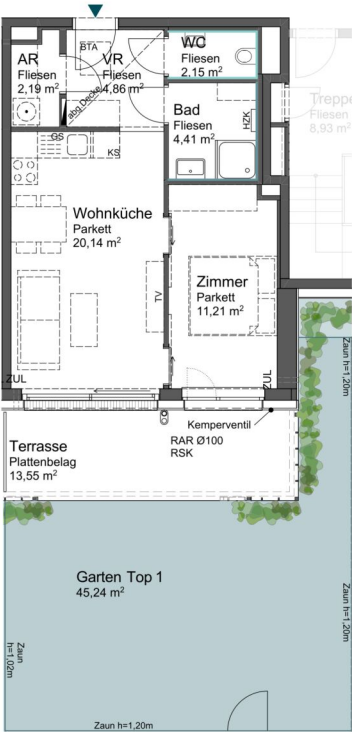 AR
Fliesen
2,19 m²
BTA
VR
Fliesen
4,86 m²
abg.Decke
WC
Fliesen
2,15 m²
Bad
Fliesen
4,41 m²
HZK
Treppe
Fliesen
8,93 m²
GS
KS
Wohnküche
Parkett
20,14 m²
TV
Zimmer
Parkett
11,21 m²
ZUL
ZUL
Kemperventil
RAR Ø100
RSK
Terrasse
Plattenbelag
13,55 m²
Garten Top 1
45,24 m²
Zaun h=1,20m
Zaun h=1,20m
Zaun
h=1,02m
Zaun h=1,20m